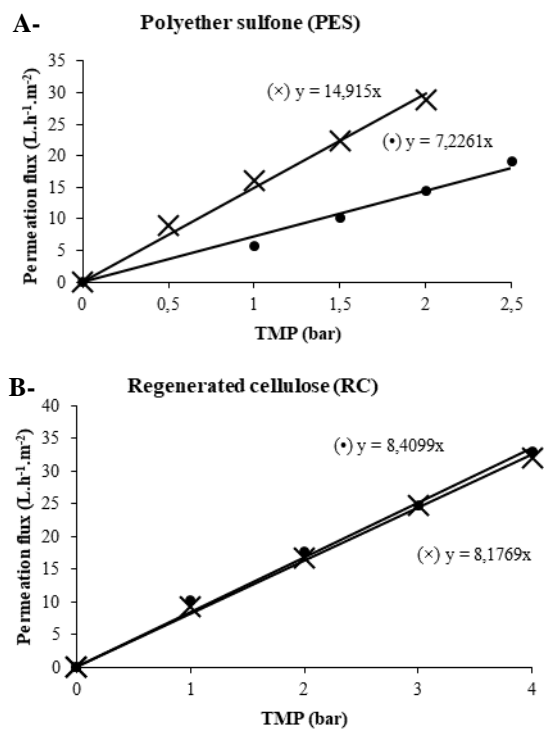 A-
Polyether sulfone (PES)
Permeation flux (L.h⁻¹.m⁻²)
35
30
25
20
15
10
5
0
(×) y = 14,915x
(•) y = 7,2261x
0
0,5
1
1,5
2
2,5
TMP (bar)
B-
Regenerated cellulose (RC)
Permeation flux (L.h⁻¹.m⁻²)
40
35
30
25
20
15
10
5
0
(•) y = 8,4099x
(×) y = 8,1769x
0
1
2
3
4
TMP (bar)